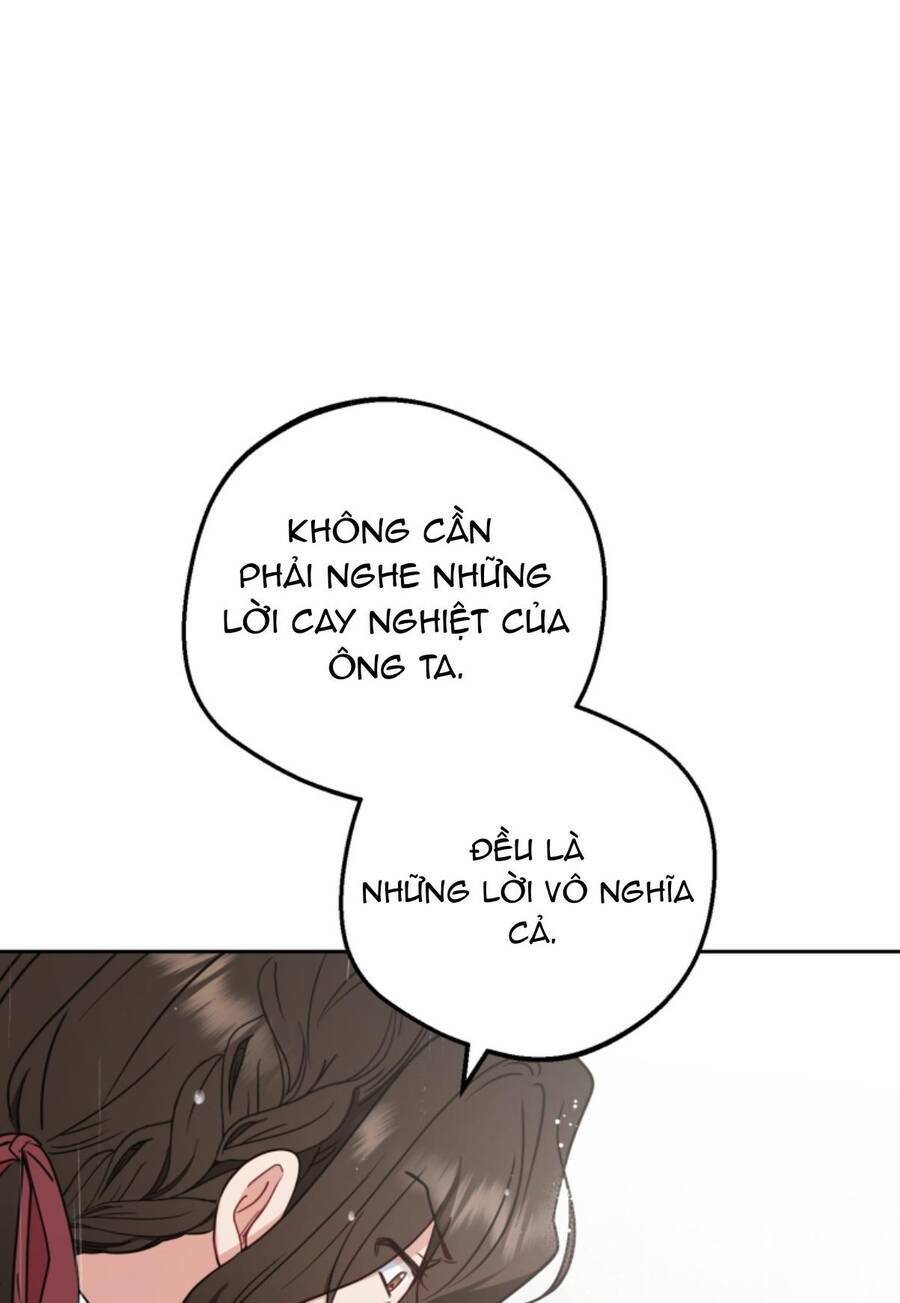 KHÔNG CẦN
PHẢI NGHE NHỮNG
LỜI CAY NGHIỆT CỦA
ÔNG TA.
ĐỀU LÀ
NHỮNG LỜI VÔ NGHĨA
CẢ.